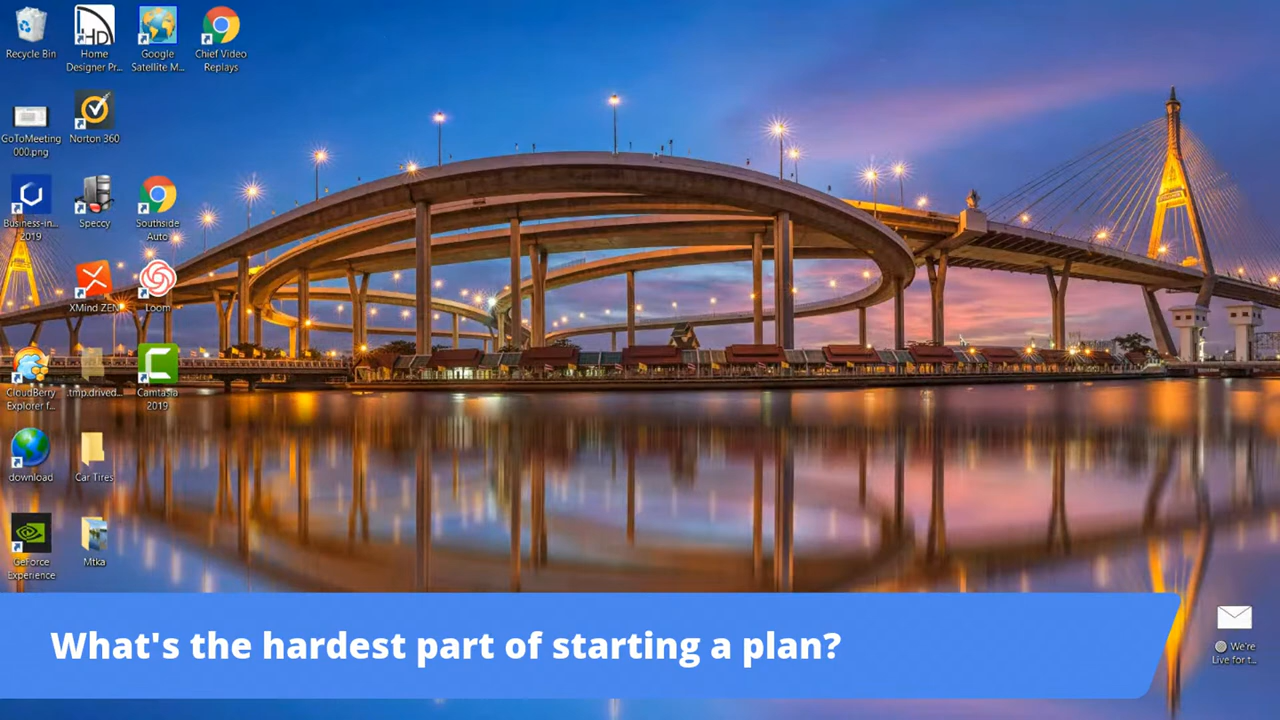 Recycle Bin
Home
Designer Pr...
Google
Satellite M...
Chief Video
Replays
GoToMeeting
000.png
Norton 360
Business-in...
2019
Speccy
Southside
Auto
XMind ZEN
Loom
CloudBerry
Explorer f...
.tmp.drived...
Camtasia
2019
download
Car Tires
GeForce
Experience
Mtka
What's the hardest part of starting a plan?
We're
Live for t...